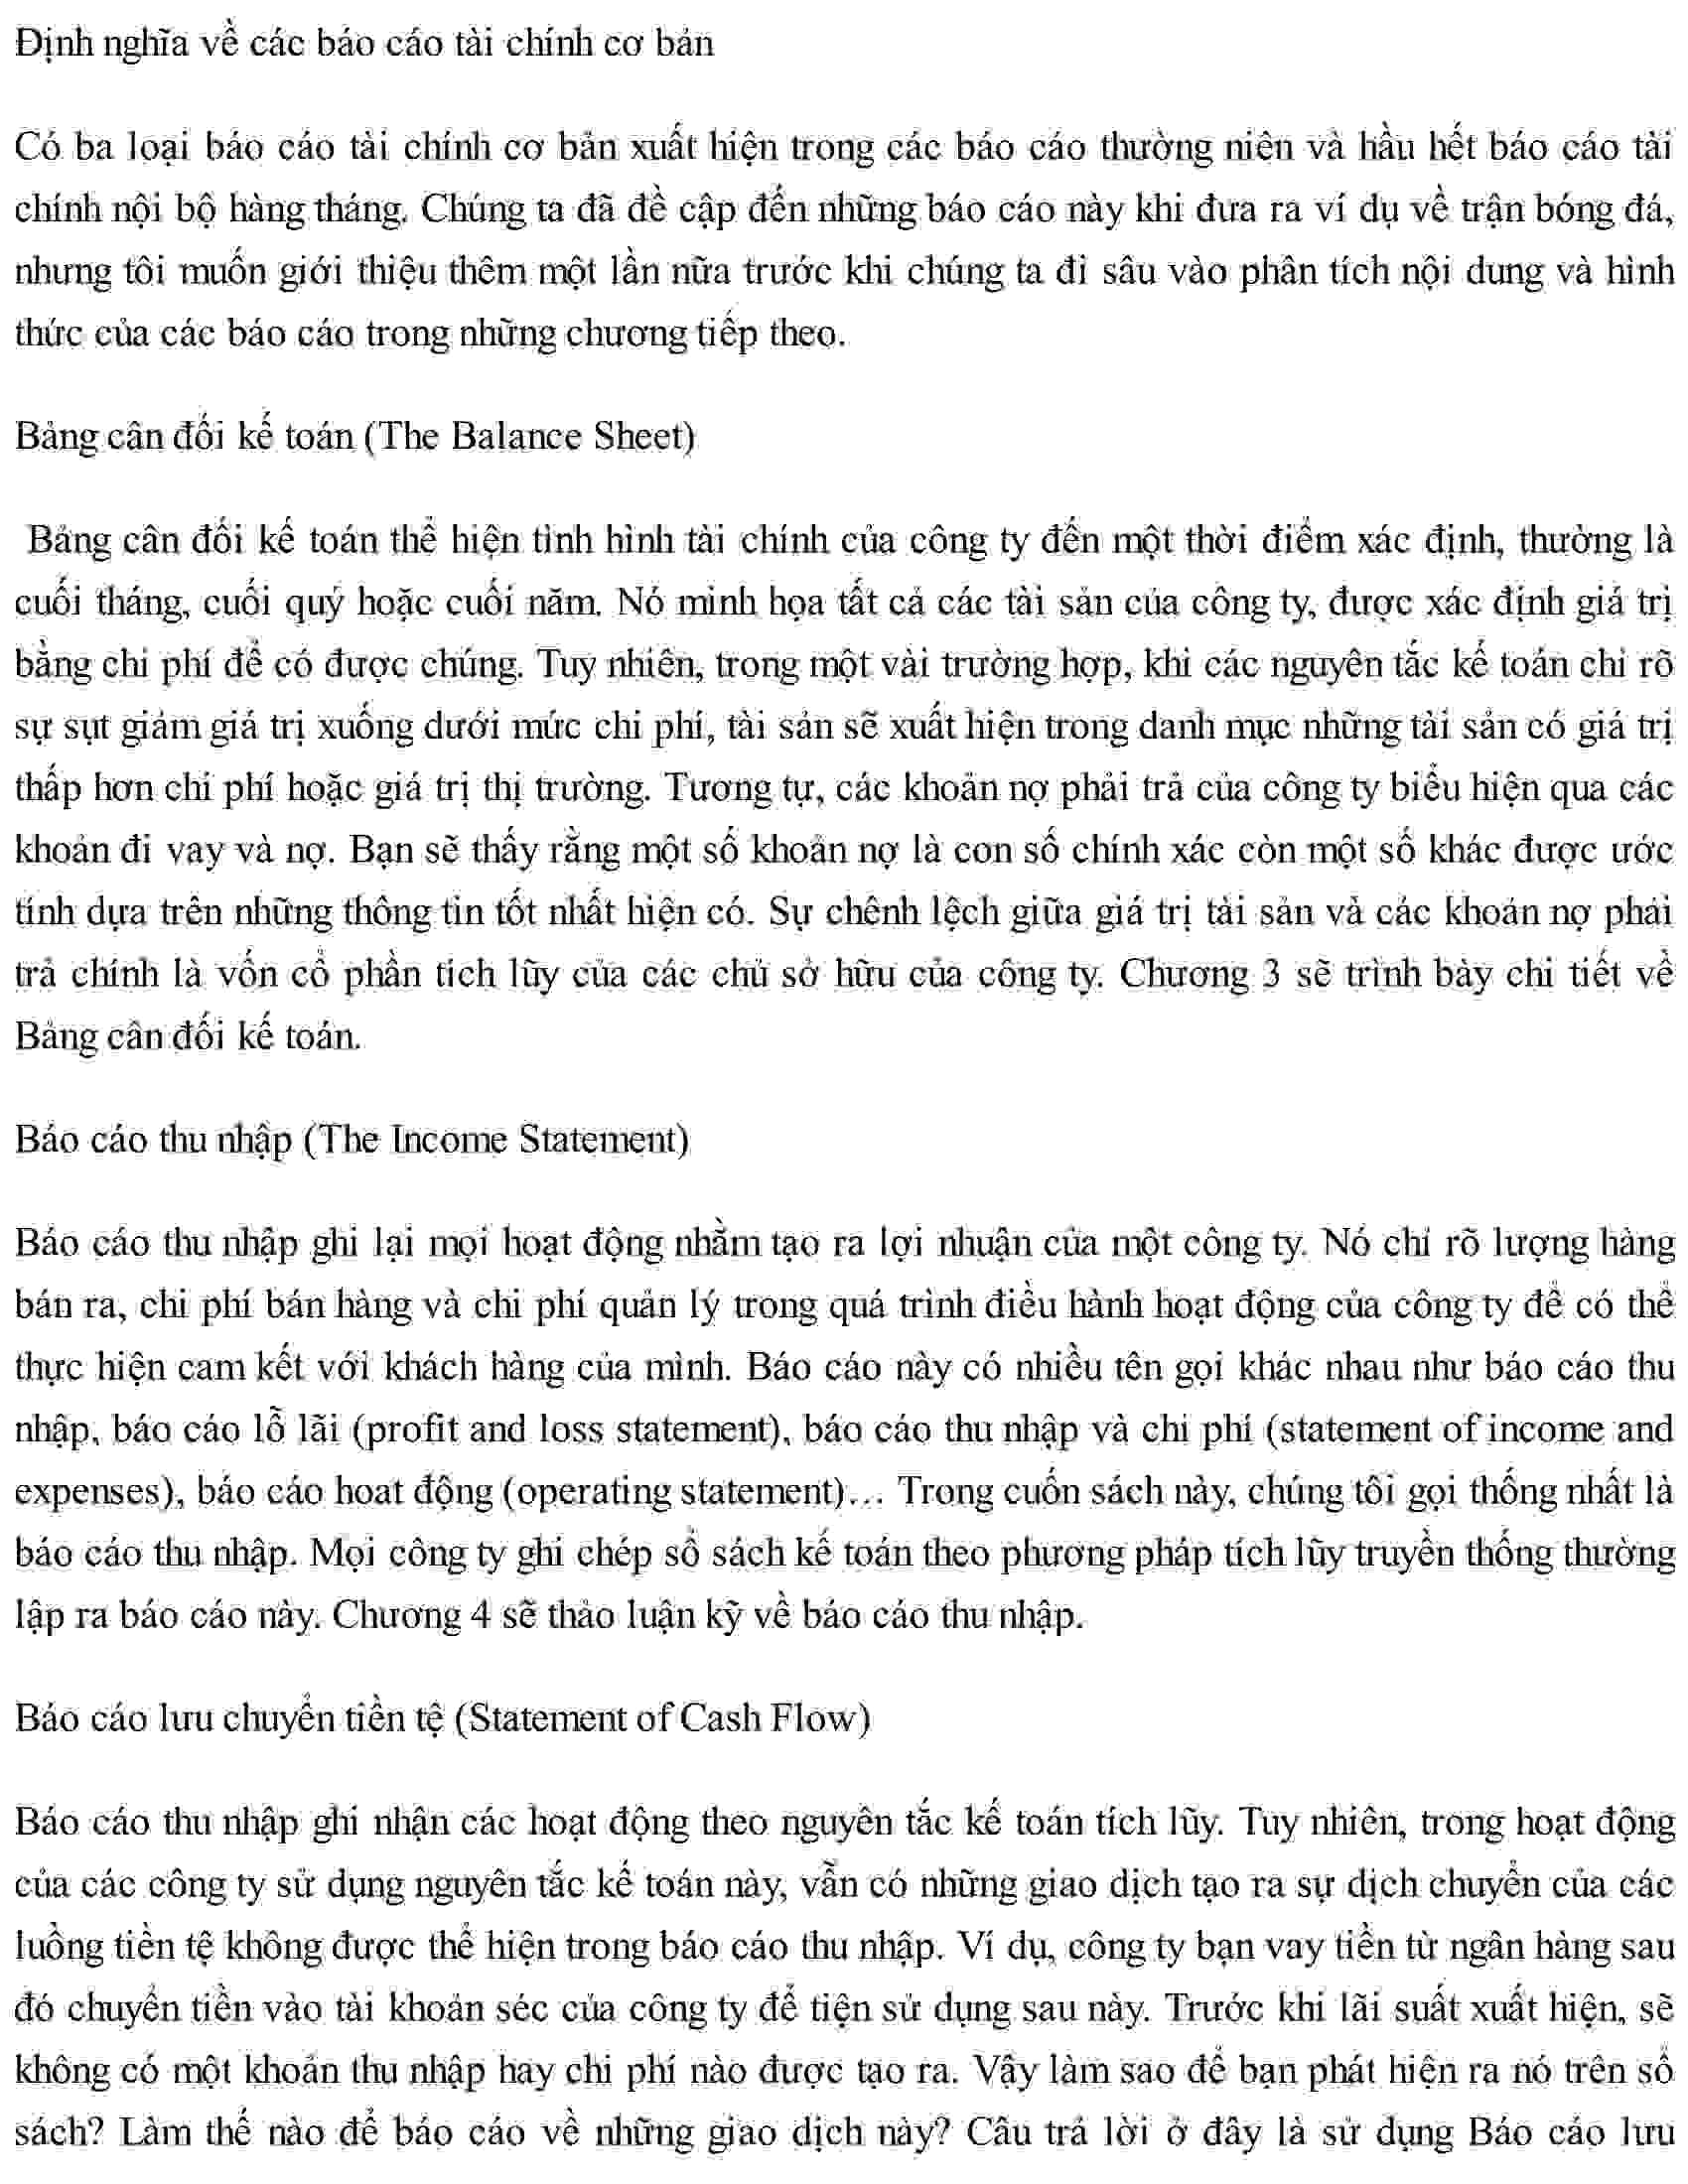 Định nghĩa về các báo cáo tài chính cơ bản
Có ba loại báo cáo tài chính cơ bản xuất hiện trong các báo cáo thường niên và hầu hết báo cáo tài
chính nội bộ hàng tháng. Chúng ta đã đề cập đến những báo cáo này khi đưa ra ví dụ về trận bóng đá,
nhưng tôi muốn giới thiệu thêm một lần nữa trước khi chúng ta đi sâu vào phân tích nội dung và hình
thức của các báo cáo trong những chương tiếp theo.
Bảng cân đối kế toán (The Balance Sheet)
Bảng cân đối kế toán thể hiện tình hình tài chính của công ty đến một thời điểm xác định, thường là
cuối tháng, cuối quý hoặc cuối năm. Nó minh họa tất cả các tài sản của công ty, được xác định giá trị
bằng chi phí để có được chúng. Tuy nhiên, trong một vài trường hợp, khi các nguyên tắc kế toán chỉ rõ
sự sụt giảm giá trị xuống dưới mức chi phí, tài sản sẽ xuất hiện trong danh mục những tài sản có giá trị
thấp hơn chi phí hoặc giá trị thị trường. Tương tự, các khoản nợ phải trả của công ty biểu hiện qua các
khoản đi vay và nợ. Bạn sẽ thấy rằng một số khoản nợ là con số chính xác còn một số khác được ước
tính dựa trên những thông tin tốt nhất hiện có. Sự chênh lệch giữa giá trị tài sản và các khoản nợ phải
trả chính là vốn cổ phần tích lũy của các chủ sở hữu của công ty. Chương 3 sẽ trình bày chi tiết về
Bảng cân đối kế toán.
Báo cáo thu nhập (The Income Statement)
Báo cáo thu nhập ghi lại mọi hoạt động nhằm tạo ra lợi nhuận của một công ty. Nó chỉ rõ lượng hàng
bán ra, chi phí bán hàng và chi phí quản lý trong quá trình điều hành hoạt động của công ty để có thể
thực hiện cam kết với khách hàng của mình. Báo cáo này có nhiều tên gọi khác nhau như báo cáo thu
nhập, báo cáo lỗ lãi (profit and loss statement), báo cáo thu nhập và chi phí (statement of income and
expenses), báo cáo hoat động (operating statement)… Trong cuốn sách này, chúng tôi gọi thống nhất là
báo cáo thu nhập. Mọi công ty ghi chép sổ sách kế toán theo phương pháp tích lũy truyền thống thường
lập ra báo cáo này. Chương 4 sẽ thảo luận kỹ về báo cáo thu nhập.
Báo cáo lưu chuyển tiền tệ (Statement of Cash Flow)
Báo cáo thu nhập ghi nhận các hoạt động theo nguyên tắc kế toán tích lũy. Tuy nhiên, trong hoạt động
của các công ty sử dụng nguyên tắc kế toán này, vẫn có những giao dịch tạo ra sự dịch chuyển của các
luồng tiền tệ không được thể hiện trong báo cáo thu nhập. Ví dụ, công ty bạn vay tiền từ ngân hàng sau
đó chuyển tiền vào tài khoản séc của công ty để tiện sử dụng sau này. Trước khi lãi suất xuất hiện, sẽ
không có một khoản thu nhập hay chi phí nào được tạo ra. Vậy làm sao để bạn phát hiện ra nó trên sổ
sách? Làm thế nào để báo cáo về những giao dịch này? Câu trả lời ở đây là sử dụng Báo cáo lưu